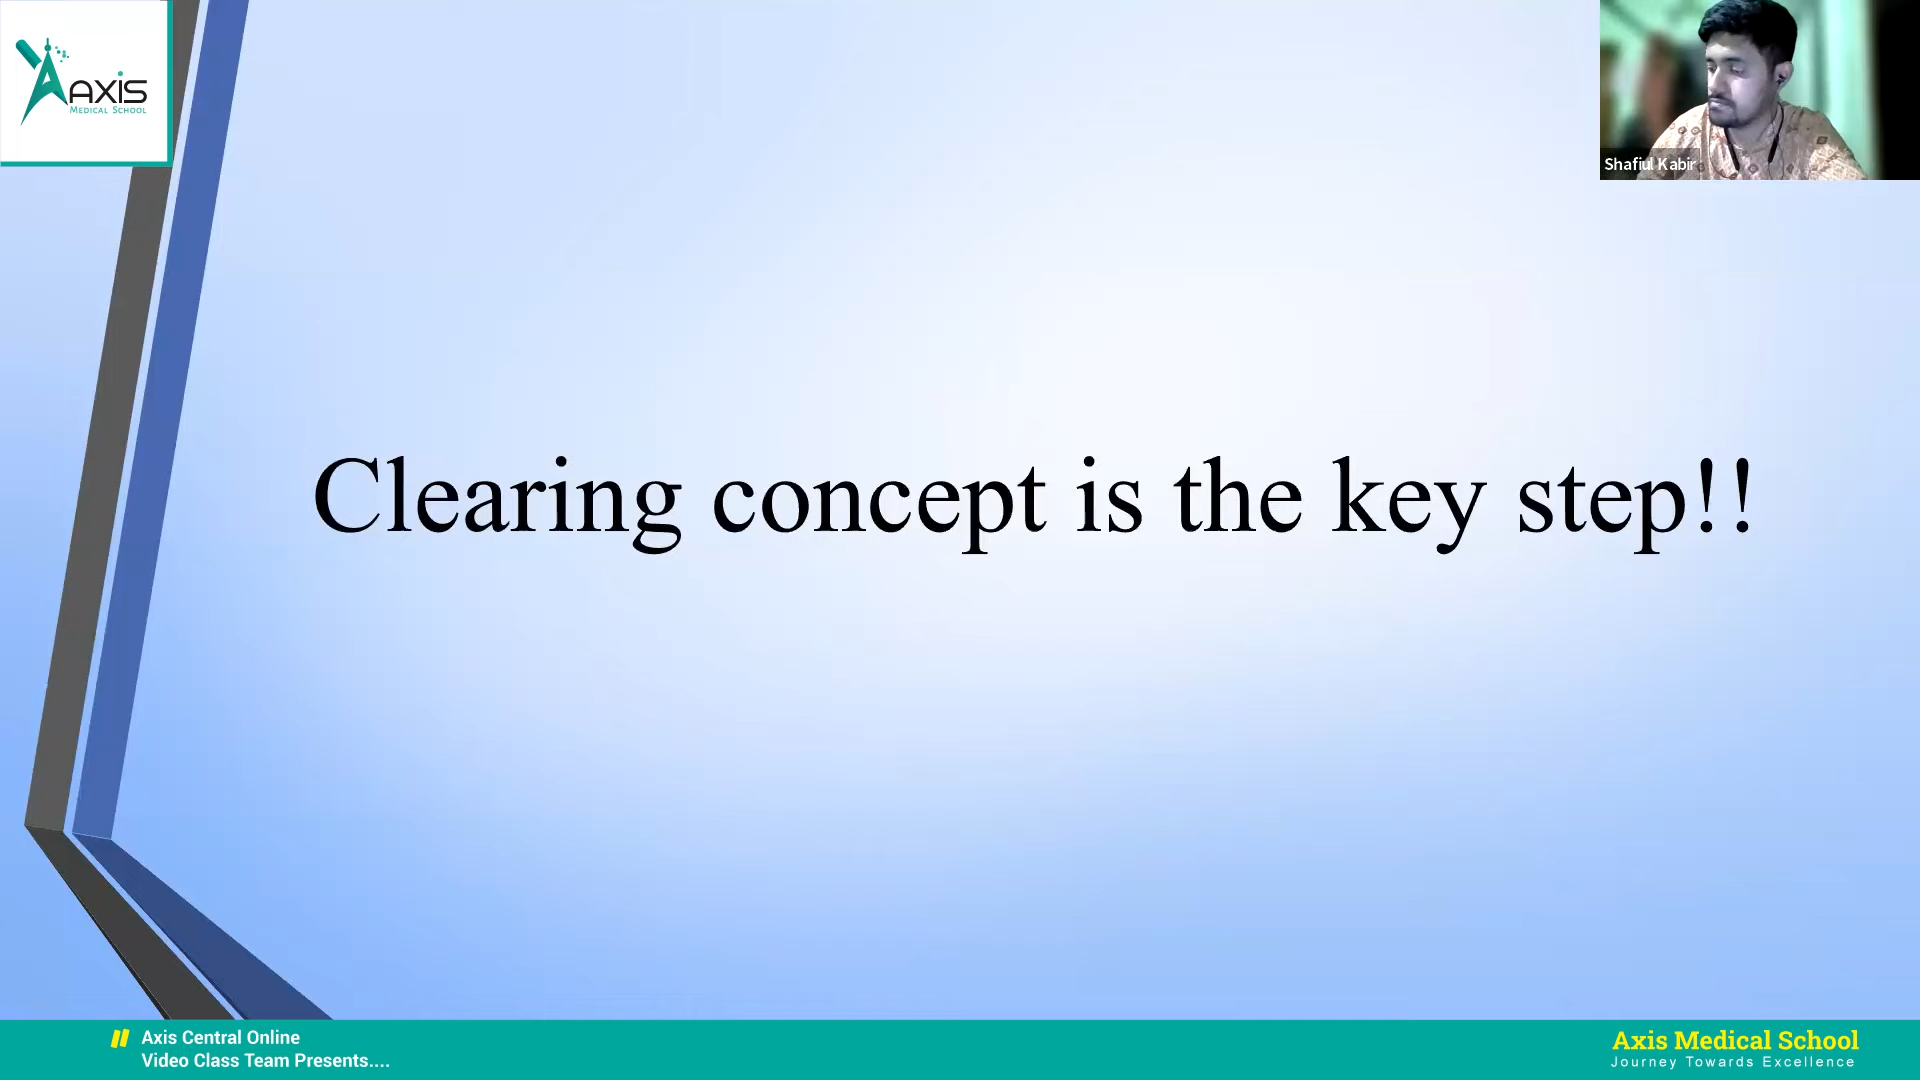 AXIS
MEDICAL SCHOOL
Shafiul Kabir
Clearing concept is the key step!!
Axis Central Online
Video Class Team Presents....
Axis Medical School
Journey Towards Excellence